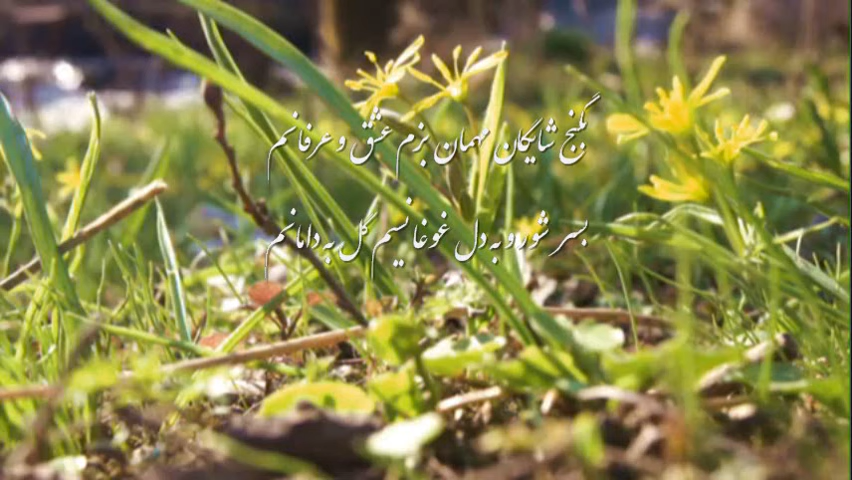 بگنج شایگان مهمان بزم عشق و عرفانم
بسر شور و به دل غوغا نسیم گل به دامانم